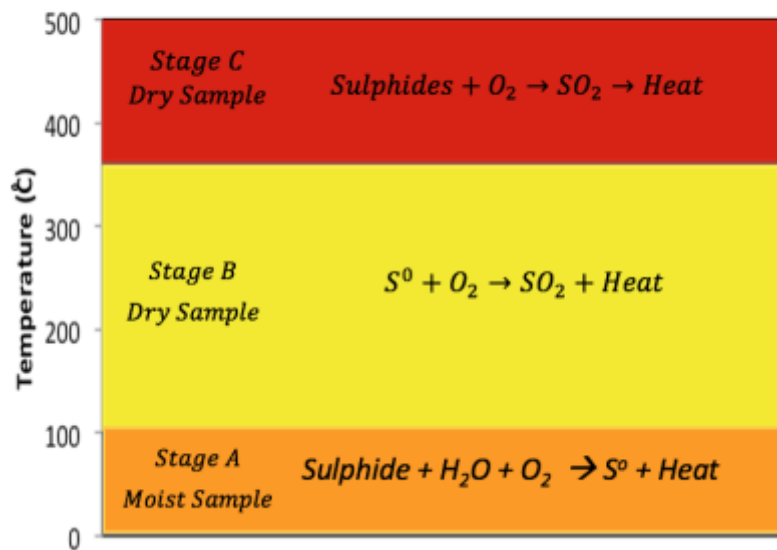 500
Stage C
Dry Sample
Sulphides + O₂ → SO₂ → Heat
400
300
Stage B
Dry Sample
S⁰ + O₂ → SO₂ + Heat
200
100
Stage A
Moist Sample
Sulphide + H₂O + O₂ → Sᵒ + Heat
0
Temperature (°C)